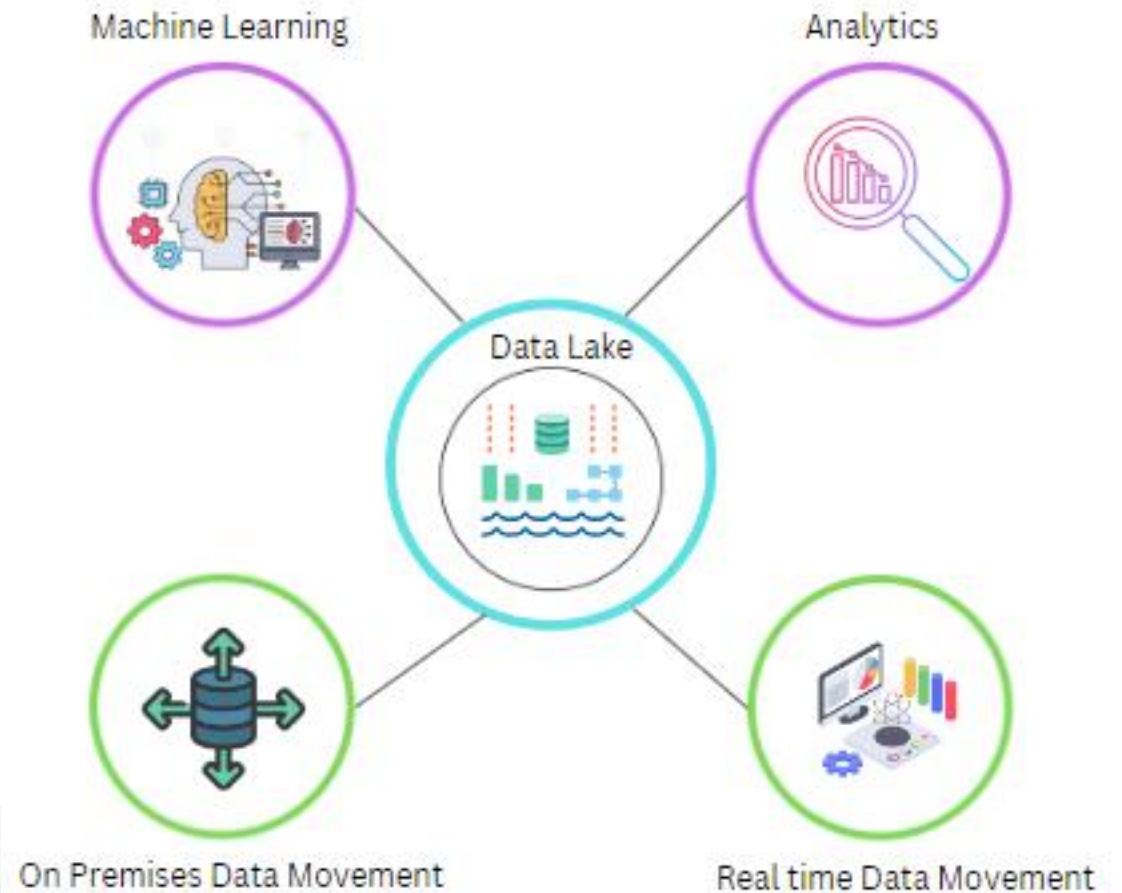 Machine Learning
Analytics
Data Lake
On Premises Data Movement
Real time Data Movement